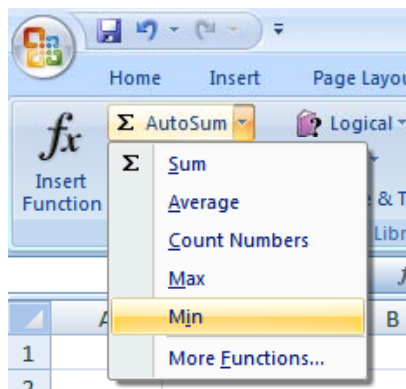 Home Insert Page Layou
fx Σ AutoSum ? Logical
Insert
Function
Σ Sum
Average
& T
Count Numbers
Libr
Max
f
Min
A B
1
More Functions...
2